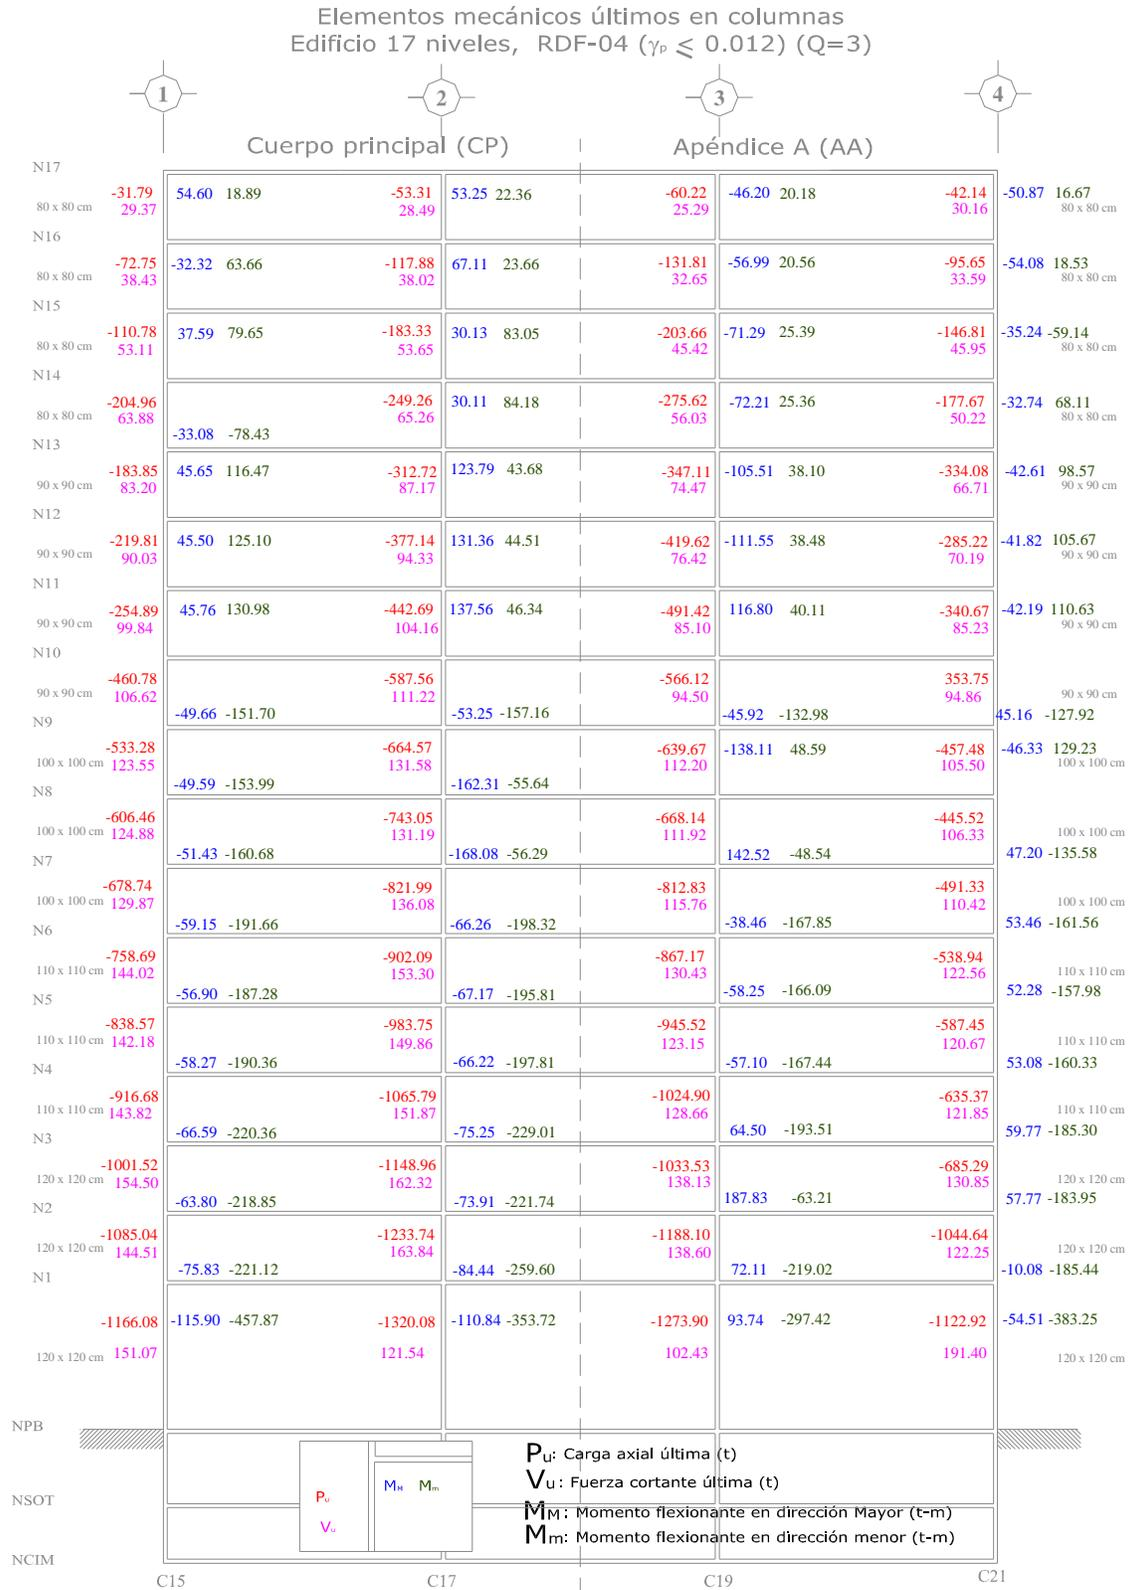 Elementos mecánicos últimos en columnas
Edificio 17 niveles, RDF-04 (γp ⩽ 0.012) (Q=3)
1 2 3 4
Cuerpo principal (CP) Apéndice A (AA)
N17
-31.79 54.60 18.89 -53.31 53.25 22.36 -60.22 -46.20 20.18 -42.14 -50.87 16.67
80 x 80 cm 29.37 28.49 25.29 30.16 80 x 80 cm
N16
-72.75 -32.32 63.66 -117.88 67.11 23.66 -131.81 -56.99 20.56 -95.65 -54.08 18.53
80 x 80 cm 38.43 38.02 32.65 33.59 80 x 80 cm
N15
-110.78 37.59 79.65 -183.33 30.13 83.05 -203.66 -71.29 25.39 -146.81 -35.24 -59.14
80 x 80 cm 53.11 53.65 45.42 45.95 80 x 80 cm
N14
-204.96 -249.26 30.11 84.18 -275.62 -72.21 25.36 -177.67 -32.74 68.11
80 x 80 cm 63.88 65.26 56.03 50.22 80 x 80 cm
-33.08 -78.43
N13
-183.85 45.65 116.47 -312.72 123.79 43.68 -347.11 -105.51 38.10 -334.08 -42.61 98.57
90 x 90 cm 83.20 87.17 74.47 66.71 90 x 90 cm
N12
-219.81 45.50 125.10 -377.14 131.36 44.51 -419.62 -111.55 38.48 -285.22 -41.82 105.67
90 x 90 cm 90.03 94.33 76.42 70.19 90 x 90 cm
N11
-254.89 45.76 130.98 -442.69 137.56 46.34 -491.42 116.80 40.11 -340.67 -42.19 110.63
90 x 90 cm 99.84 104.16 85.10 85.23 90 x 90 cm
N10
-460.78 -587.56 -566.12 353.75
90 x 90 cm 106.62 111.22 94.50 94.86 90 x 90 cm
-49.66 -151.70 -53.25 -157.16 -45.92 -132.98 45.16 -127.92
N9
-533.28 -664.57 -639.67 -138.11 48.59 -457.48 -46.33 129.23
100 x 100 cm 123.55 131.58 112.20 105.50 100 x 100 cm
-49.59 -153.99 -162.31 -55.64
N8
-606.46 -743.05 -668.14 -445.52
100 x 100 cm 124.88 131.19 111.92 106.33 100 x 100 cm
-51.43 -160.68 -168.08 -56.29 142.52 -48.54 47.20 -135.58
N7
-678.74 -821.99 -812.83 -491.33
100 x 100 cm 129.87 136.08 115.76 110.42 100 x 100 cm
-59.15 -191.66 -66.26 -198.32 -38.46 -167.85 53.46 -161.56
N6
-758.69 -902.09 -867.17 -538.94
110 x 110 cm 144.02 153.30 130.43 122.56 110 x 110 cm
-56.90 -187.28 -67.17 -195.81 -58.25 -166.09 52.28 -157.98
N5
-838.57 -983.75 -945.52 -587.45
110 x 110 cm 142.18 149.86 123.15 120.67 110 x 110 cm
-58.27 -190.36 -66.22 -197.81 -57.10 -167.44 53.08 -160.33
N4
-916.68 -1065.79 -1024.90 -635.37
110 x 110 cm 143.82 151.87 128.66 121.85 110 x 110 cm
-66.59 -220.36 -75.25 -229.01 64.50 -193.51 59.77 -185.30
N3
-1001.52 -1148.96 -1033.53 -685.29
120 x 120 cm 154.50 162.32 138.13 130.85 120 x 120 cm
-63.80 -218.85 -73.91 -221.74 187.83 -63.21 57.77 -183.95
N2
-1085.04 -1233.74 -1188.10 -1044.64
120 x 120 cm 144.51 163.84 138.60 122.25 120 x 120 cm
-75.83 -221.12 -84.44 -259.60 72.11 -219.02 -10.08 -185.44
N1
-1166.08 -115.90 -457.87 -1320.08 -110.84 -353.72 -1273.90 93.74 -297.42 -1122.92 -54.51 -383.25
120 x 120 cm 151.07 121.54 102.43 191.40 120 x 120 cm
NPB
Pu: Carga axial última (t)
Vu: Fuerza cortante última (t)
Pu MM Mm
NSOT
MM: Momento flexionante en dirección Mayor (t-m)
Vu
Mm: Momento flexionante en dirección menor (t-m)
NCIM
C15 C17 C19 C21